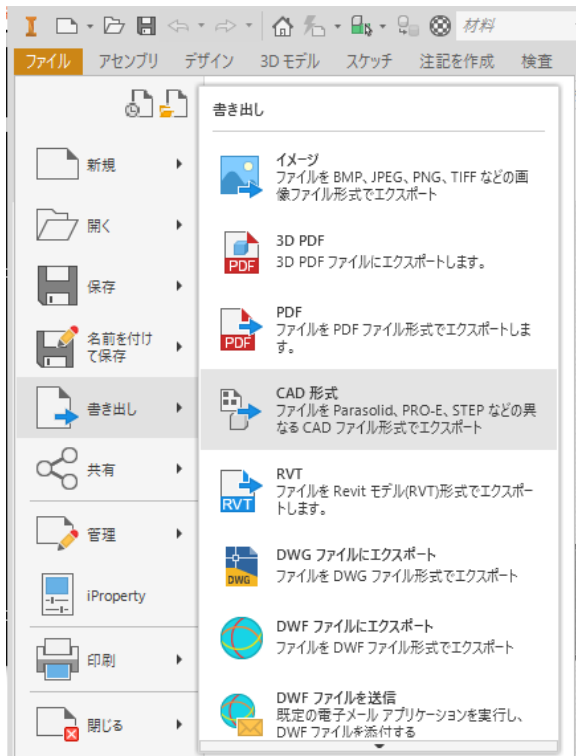 材料
ファイル アセンブリ デザイン 3D モデル スケッチ 注記を作成 検査
書き出し
新規
開く
保存
名前を付け
て保存
書き出し
共有
管理
iProperty
印刷
閉じる
イメージ
ファイルを BMP、JPEG、PNG、TIFF などの画
像ファイル形式でエクスポート
PDF
3D PDF
3D PDF ファイルにエクスポートします。
PDF
PDF
ファイルを PDF ファイル形式でエクスポートしま
す。
CAD 形式
ファイルを Parasolid、PRO-E、STEP などの異
なる CAD ファイル形式でエクスポート
RVT
RVT
ファイルを Revit モデル(RVT)形式でエクスポー
トします。
DWG
DWG ファイルにエクスポート
ファイルを DWG ファイル形式でエクスポート
DWF ファイルにエクスポート
ファイルを DWF ファイル形式でエクスポート
DWF ファイルを送信
既定の電子メール アプリケーションを実行し、
DWF ファイルを添付する